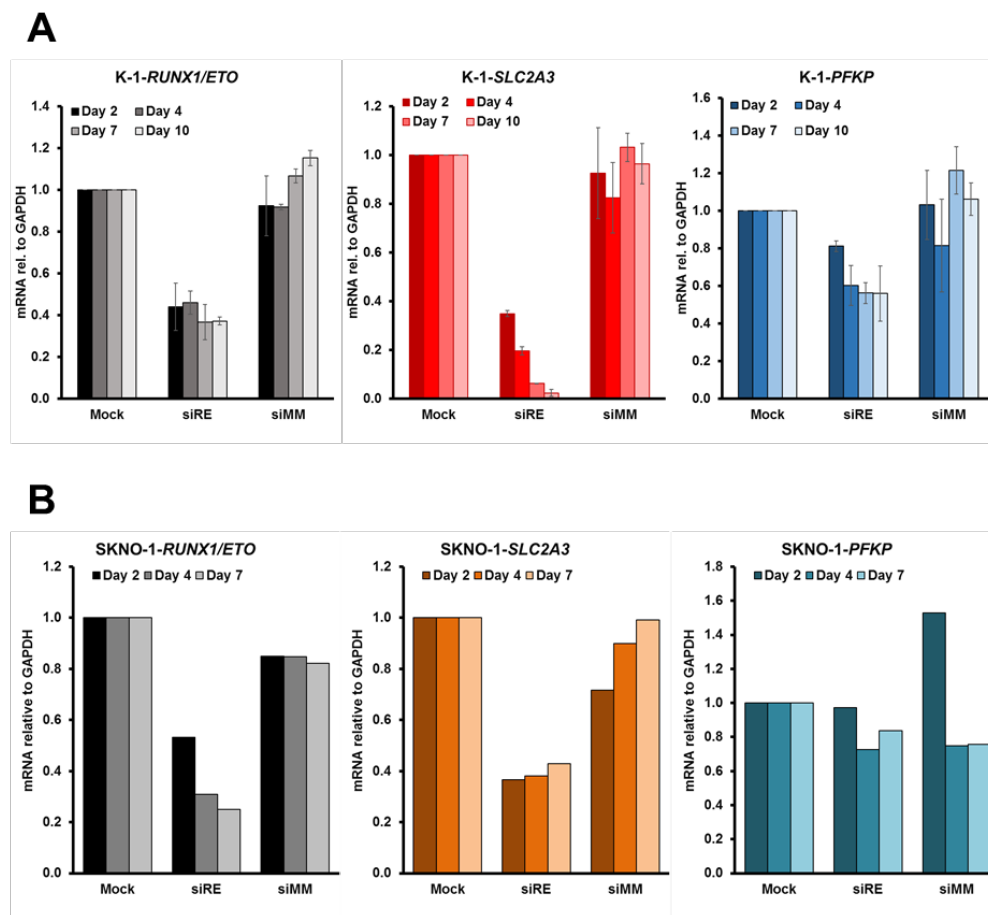 A
K-1-RUNX1/ETO
1.4
1.2
1.0
0.8
0.6
0.4
0.2
0.0
mRNA rel. to GAPDH
Day 2 Day 4
Day 7 Day 10
Mock siRE siMM
K-1-SLC2A3
1.2
1.0
0.8
0.6
0.4
0.2
0.0
mRNA rel. to GAPDH
Day 2 Day 4
Day 7 Day 10
Mock siRE siMM
K-1-PFKP
1.6
1.4
1.2
1.0
0.8
0.6
0.4
0.2
0.0
mRNA rel. to GAPDH
Day 2 Day 4
Day 7 Day 10
Mock siRE siMM
B
SKNO-1-RUNX1/ETO
1.2
1.0
0.8
0.6
0.4
0.2
0.0
mRNA relative to GAPDH
Day 2 Day 4 Day 7
Mock siRE siMM
SKNO-1-SLC2A3
1.2
1.0
0.8
0.6
0.4
0.2
0.0
mRNA relative to GAPDH
Day 2 Day 4 Day 7
Mock siRE siMM
SKNO-1-PFKP
1.6
1.4
1.2
1.0
0.8
0.6
0.4
0.2
0.0
mRNA relative to GAPDH
Day 2 Day 4 Day 7
Mock siRE siMM